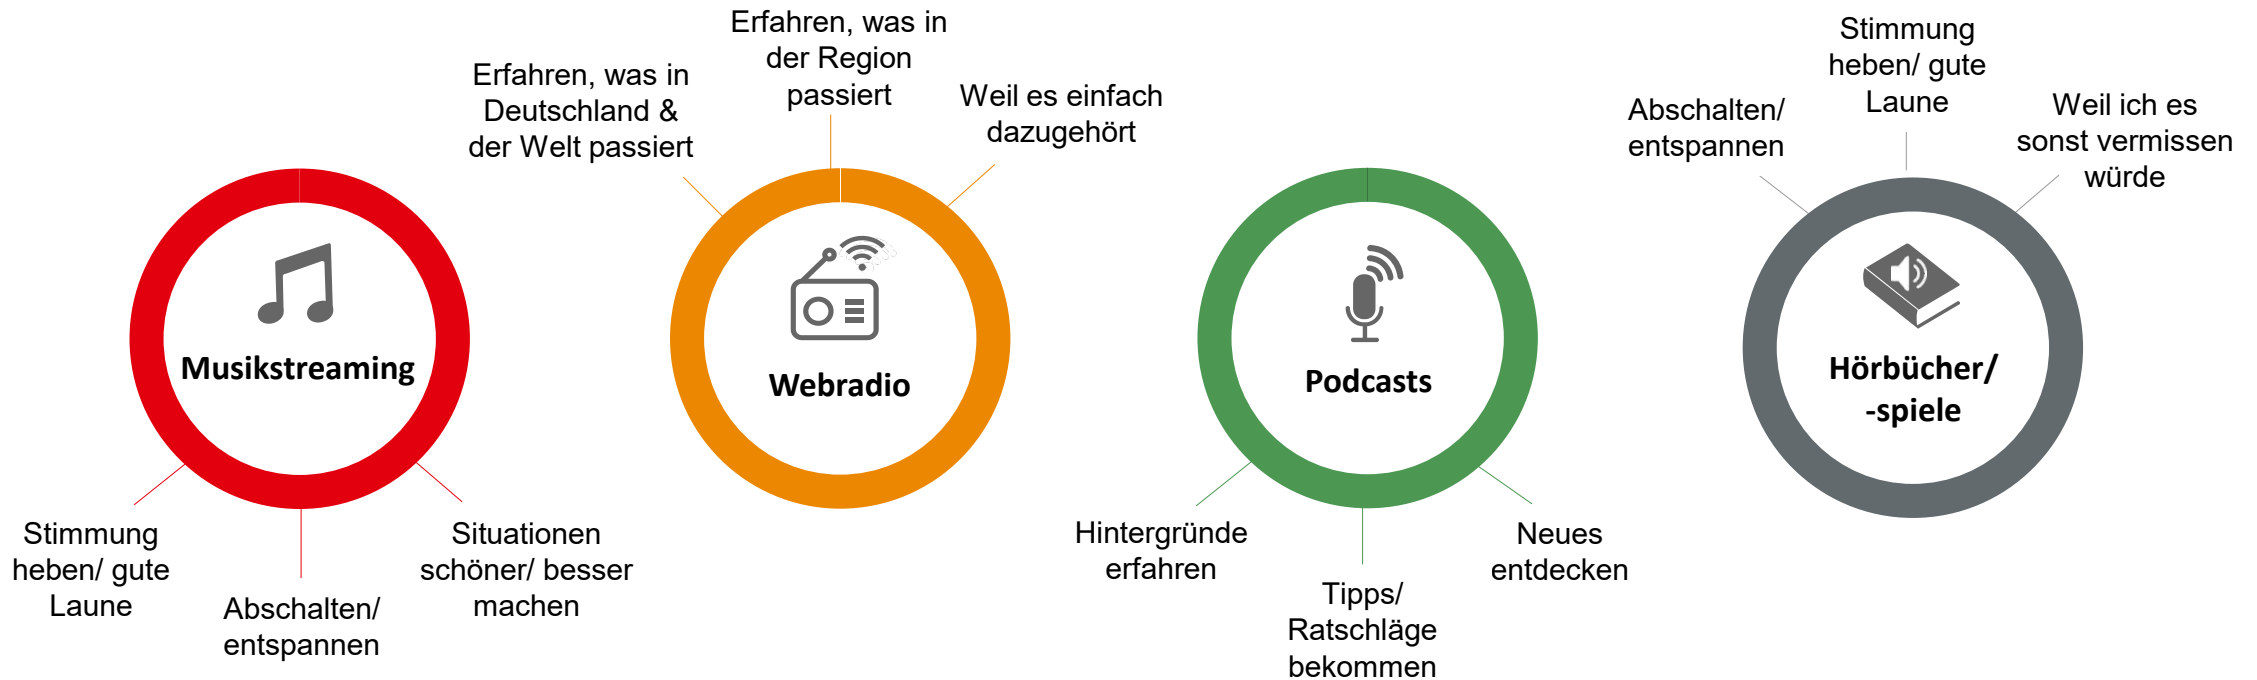 Musikstreaming
Stimmung
heben/ gute
Laune
Abschalten/
entspannen
Situationen
schöner/ besser
machen
Erfahren, was in
Deutschland &
der Welt passiert
Erfahren, was in
der Region
passiert
Weil es einfach
dazugehört
Webradio
Podcasts
Hintergründe
erfahren
Tipps/
Ratschläge
bekommen
Neues
entdecken
Abschalten/
entspannen
Stimmung
heben/ gute
Laune
Weil ich es
sonst vermissen
würde
Hörbücher/
-spiele